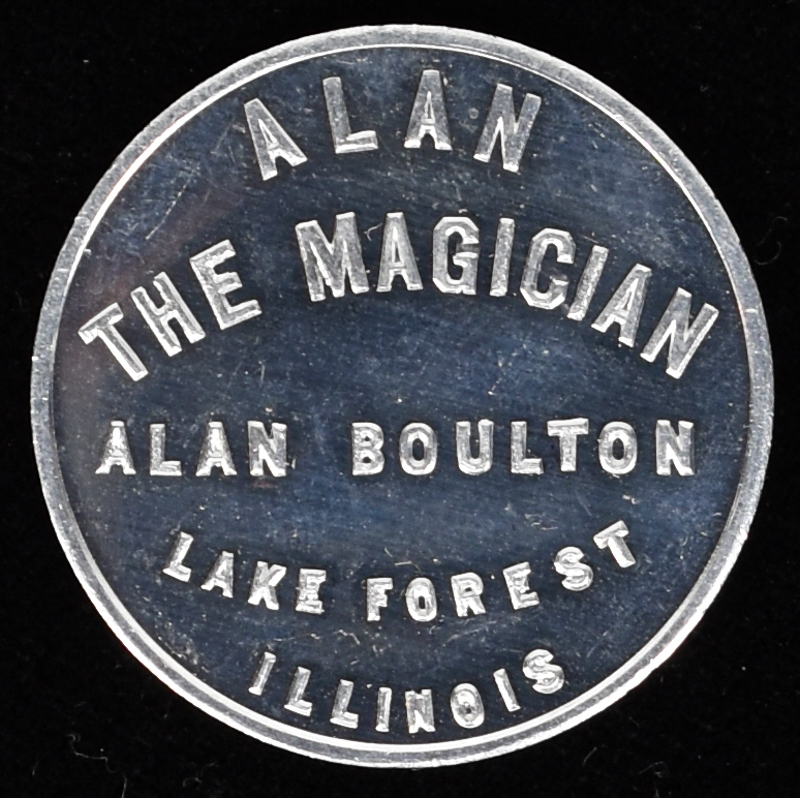 ALAN
THE MAGICIAN
ALAN BOULTON
LAKE FOREST
ILLINOIS